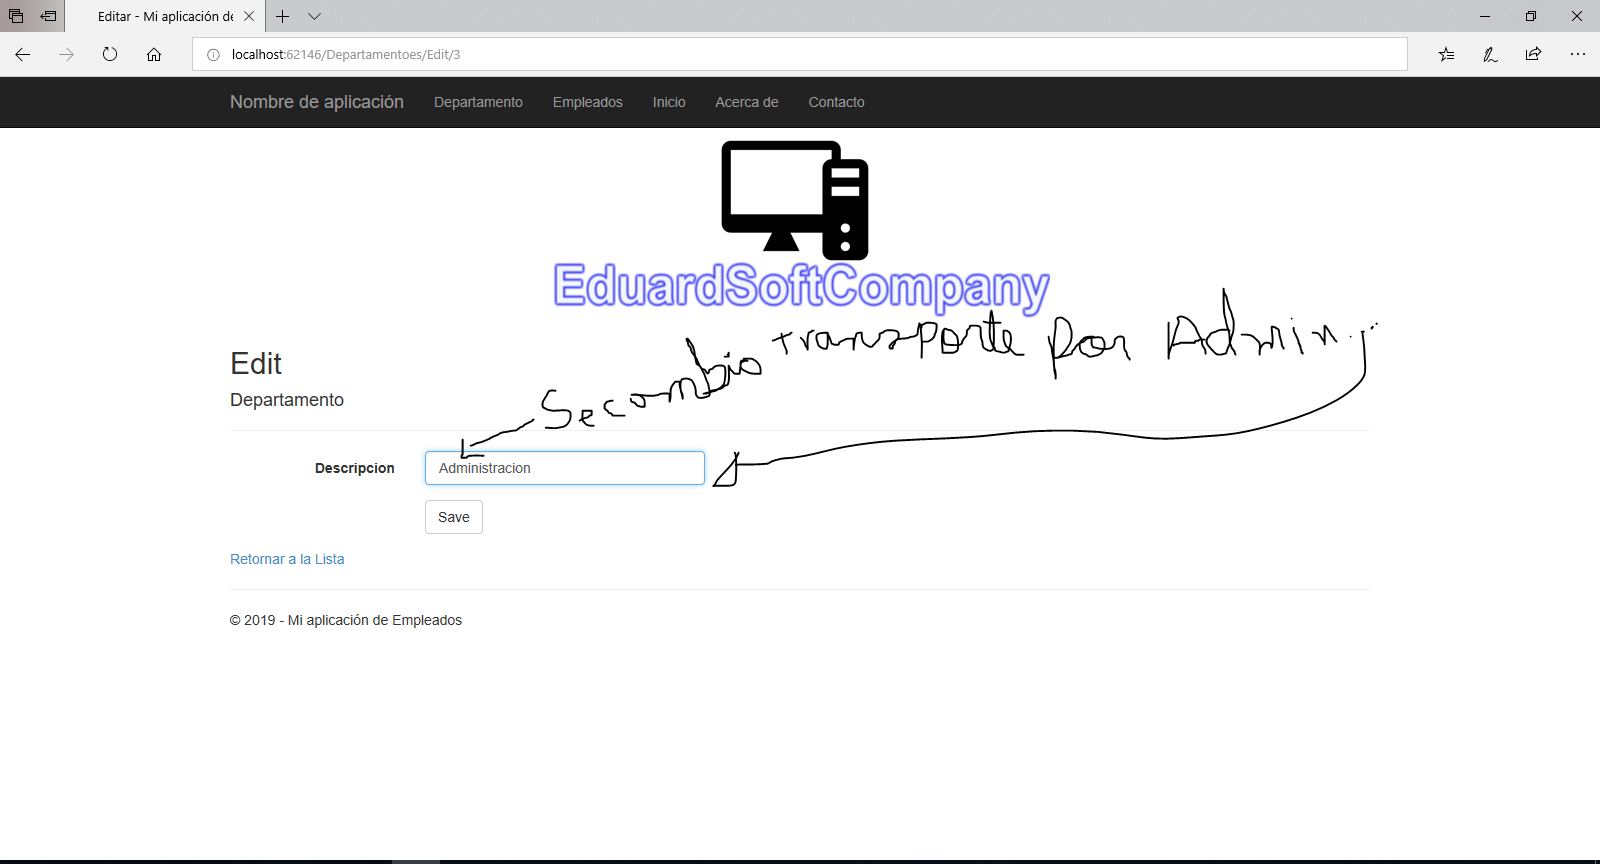 Editar - Mi aplicación de
localhost:62146/Departamentoes/Edit/3
Nombre de aplicación Departamento Empleados Inicio Acerca de Contacto
EduardSoftCompany
Se cambio transporte por Admin..
Edit
Departamento
Descripcion Administracion
Save
Retornar a la Lista
© 2019 - Mi aplicación de Empleados